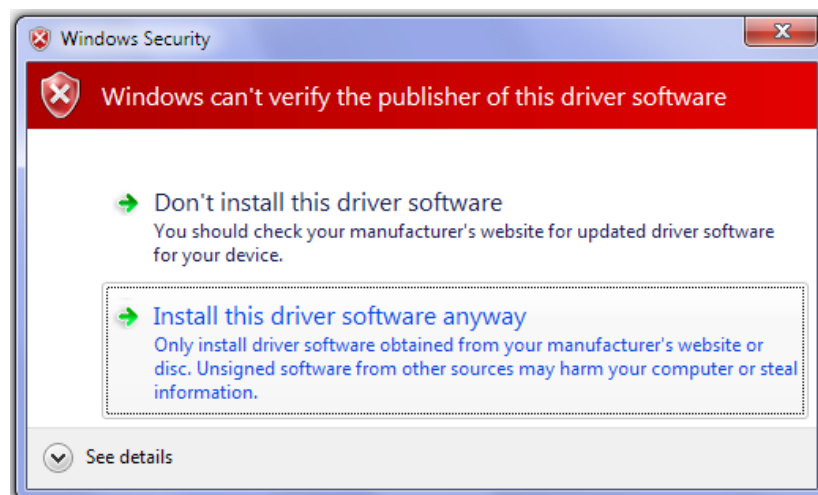 Windows Security
Windows can't verify the publisher of this driver software
Don't install this driver software
You should check your manufacturer's website for updated driver software
for your device.
Install this driver software anyway
Only install driver software obtained from your manufacturer's website or
disc. Unsigned software from other sources may harm your computer or steal
information.
See details